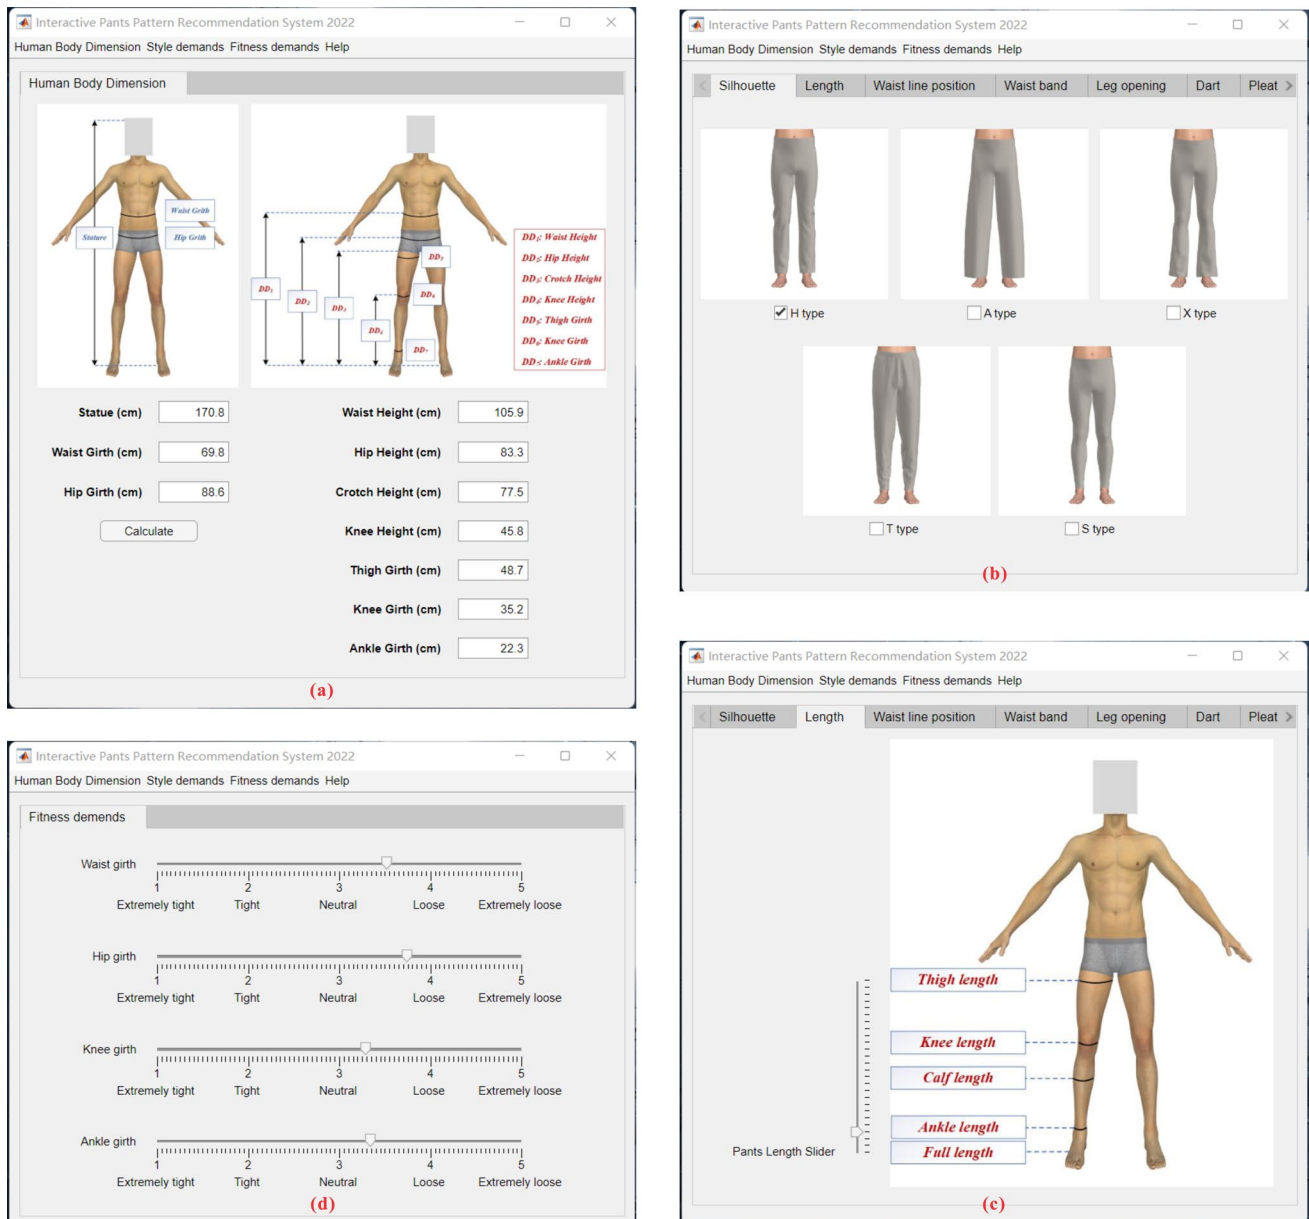 Interactive Pants Pattern Recommendation System 2022
Human Body Dimension Style demands Fitness demands Help
Human Body Dimension
Stature
Waist Grith
Hip Grith
DD₁
DD₂
DD₃
DD₄
DD₅
DD₆
DD₇
Waist Height
Hip Height
Crotch Height
Knee Height
Thigh Girth
Knee Girth
Ankle Girth
Statue (cm) 170.8
Waist Girth (cm) 69.8
Hip Girth (cm) 88.6
Calculate
Waist Height (cm) 105.9
Hip Height (cm) 83.3
Crotch Height (cm) 77.5
Knee Height (cm) 45.8
Thigh Girth (cm) 48.7
Knee Girth (cm) 35.2
Ankle Girth (cm) 22.3
(a)
Interactive Pants Pattern Recommendation System 2022
Human Body Dimension Style demands Fitness demands Help
Silhouette Length Waist line position Waist band Leg opening Dart Pleat
H type A type X type
T type S type
(b)
Interactive Pants Pattern Recommendation System 2022
Human Body Dimension Style demands Fitness demands Help
Silhouette Length Waist line position Waist band Leg opening Dart Pleat
Thigh length
Knee length
Calf length
Ankle length
Pants Length Slider Full length
(c)
Interactive Pants Pattern Recommendation System 2022
Human Body Dimension Style demands Fitness demands Help
Fitness demends
Waist girth
1 2 3 4 5
Extremely tight Tight Neutral Loose Extremely loose
Hip girth
1 2 3 4 5
Extremely tight Tight Neutral Loose Extremely loose
Knee girth
1 2 3 4 5
Extremely tight Tight Neutral Loose Extremely loose
Ankle girth
1 2 3 4 5
Extremely tight Tight Neutral Loose Extremely loose
(d)